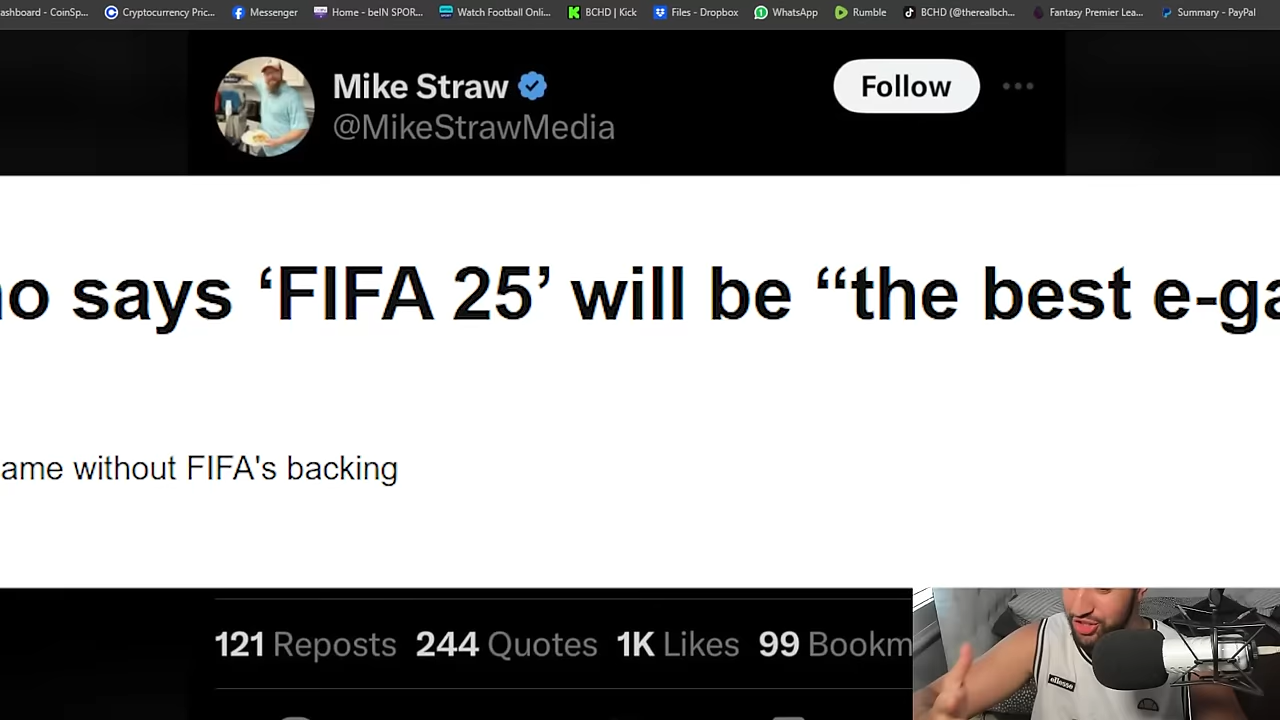 ashboard - CoinSp... Cryptocurrency Pric... Messenger Home - beIN SPOR... Watch Football Onli... BCHD | Kick Files - Dropbox WhatsApp Rumble BCHD (@therealbch... Fantasy Premier Lea... Summary - PayPal
Mike Straw
@MikeStrawMedia
Follow
o says ‘FIFA 25’ will be “the best e-ga
ame without FIFA's backing
121 Reposts 244 Quotes 1K Likes 99 Bookm
ellesse